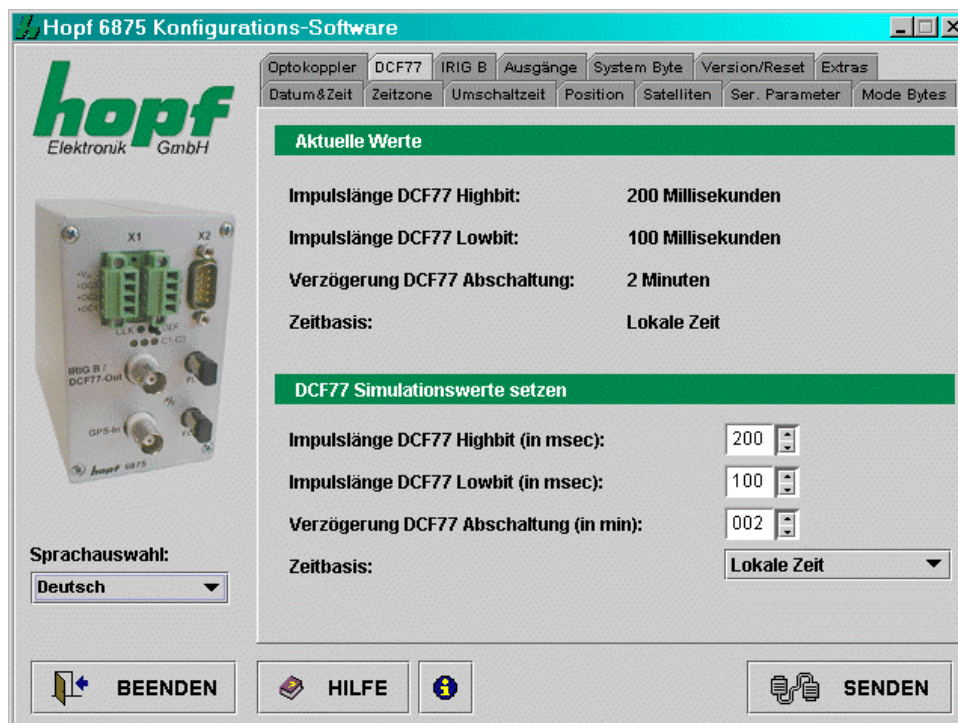 Hopf 6875 Konfigurations-Software
hopf
Elektronik GmbH
Optokoppler DCF77 IRIG B Ausgänge System Byte Version/Reset Extras
Datum&Zeit Zeitzone Umschaltzeit Position Satelliten Ser. Parameter Mode Bytes
Aktuelle Werte
Impulslänge DCF77 Highbit: 200 Millisekunden
Impulslänge DCF77 Lowbit: 100 Millisekunden
Verzögerung DCF77 Abschaltung: 2 Minuten
Zeitbasis: Lokale Zeit
DCF77 Simulationswerte setzen
Impulslänge DCF77 Highbit (in msec): 200
Impulslänge DCF77 Lowbit (in msec): 100
Verzögerung DCF77 Abschaltung (in min): 002
Zeitbasis: Lokale Zeit
X1 X2
CLK DEF
C1-C3
IRIG B /
DCF77-Out
GPS-In
hopf 6875
Sprachauswahl:
Deutsch
BEENDEN
HILFE
SENDEN